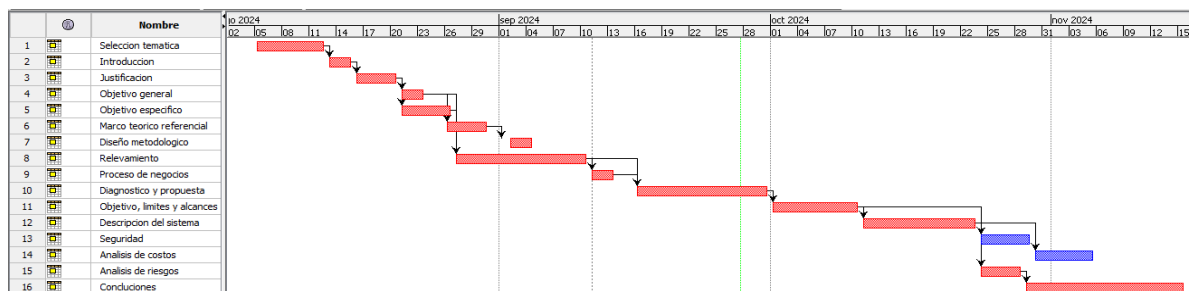 Nombre
o 2024 sep 2024 oct 2024 nov 2024
02 05 08 11 14 17 20 23 26 29 01 04 07 10 13 16 19 22 25 28 01 04 07 10 13 16 19 22 25 28 31 03 06 09 12 15
1 Seleccion tematica
2 Introduccion
3 Justificacion
4 Objetivo general
5 Objetivo especifico
6 Marco teorico referencial
7 Diseño metodologico
8 Relevamiento
9 Proceso de negocios
10 Diagnostico y propuesta
11 Objetivo, limites y alcances
12 Descripcion del sistema
13 Seguridad
14 Analisis de costos
15 Analisis de riesgos
16 Concluciones